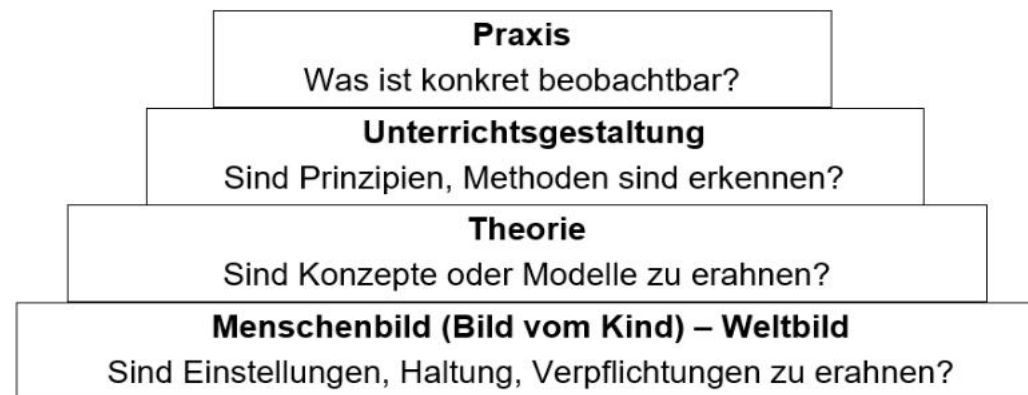 Praxis
Was ist konkret beobachtbar?
Unterrichtsgestaltung
Sind Prinzipien, Methoden sind erkennen?
Theorie
Sind Konzepte oder Modelle zu erahnen?
Menschenbild (Bild vom Kind) – Weltbild
Sind Einstellungen, Haltung, Verpflichtungen zu erahnen?